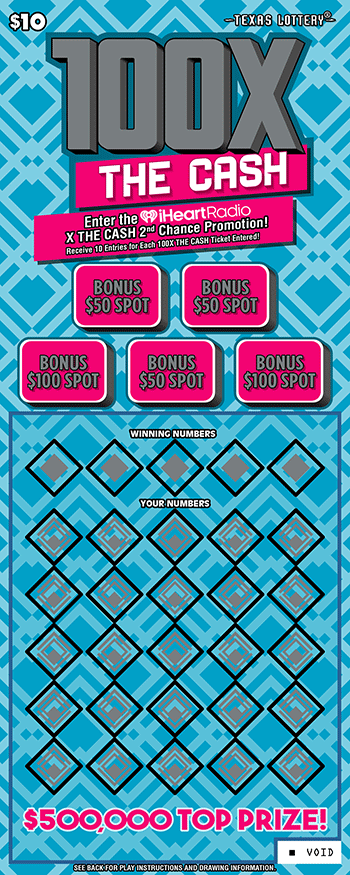 $10
TEXAS LOTTERY®
100X
THE CASH
Enter the iHeartRadio
X THE CASH 2nd Chance Promotion!
Receive 10 Entries for Each 100X THE CASH Ticket Entered!
BONUS
$50 SPOT
BONUS
$50 SPOT
BONUS
$100 SPOT
BONUS
$50 SPOT
BONUS
$100 SPOT
WINNING NUMBERS
YOUR NUMBERS
$500,000 TOP PRIZE!
■ VOID
SEE BACK FOR PLAY INSTRUCTIONS AND DRAWING INFORMATION.